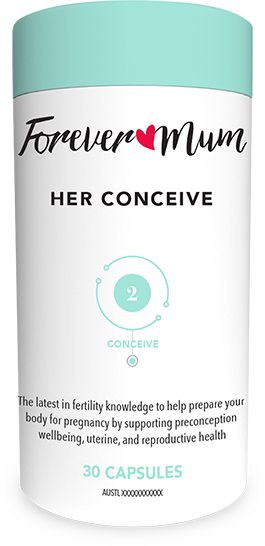 Forever Mum
HER CONCEIVE
2
CONCEIVE
The latest in fertility knowledge to help prepare your
body for pregnancy by supporting preconception
wellbeing, uterine, and reproductive health
30 CAPSULES
AUSTL XXXXXXXXXXX